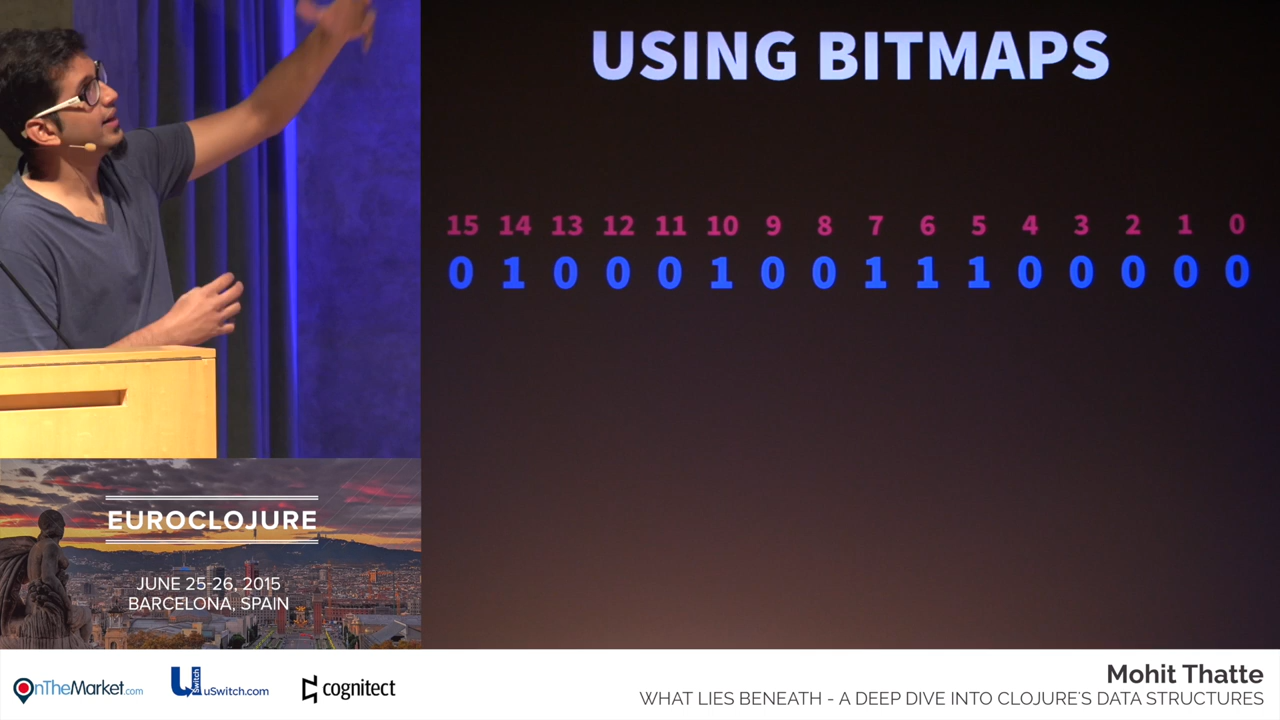 USING BITMAPS
15 14 13 12 11 10 9 8 7 6 5 4 3 2 1 0
0 1 0 0 0 1 0 0 1 1 1 0 0 0 0 0
EUROCLOJURE
JUNE 25-26, 2015
BARCELONA, SPAIN
OnTheMarket.com
U Switch uSwitch.com
cognitect
Mohit Thatte
WHAT LIES BENEATH - A DEEP DIVE INTO CLOJURE'S DATA STRUCTURES